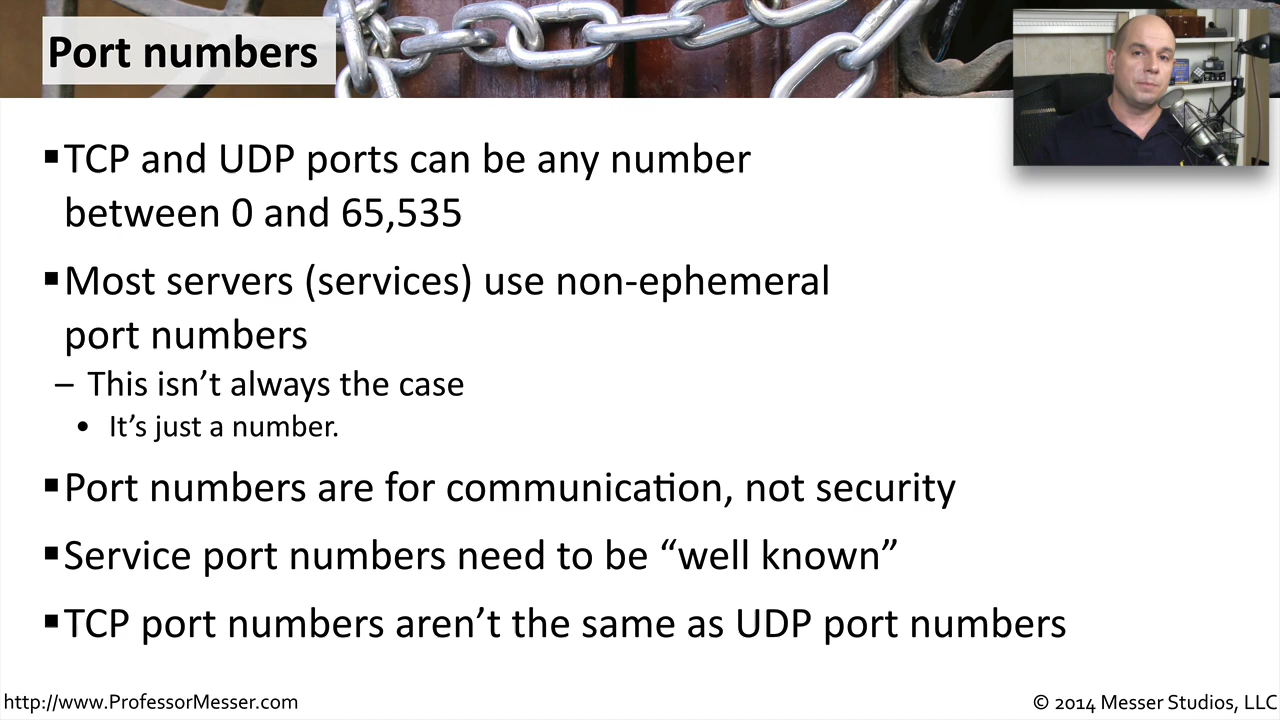 Port numbers
▪TCP and UDP ports can be any number
between 0 and 65,535
▪Most servers (services) use non-ephemeral
port numbers
– This isn’t always the case
• It’s just a number.
▪Port numbers are for communication, not security
▪Service port numbers need to be “well known”
▪TCP port numbers aren’t the same as UDP port numbers
http://www.ProfessorMesser.com
© 2014 Messer Studios, LLC